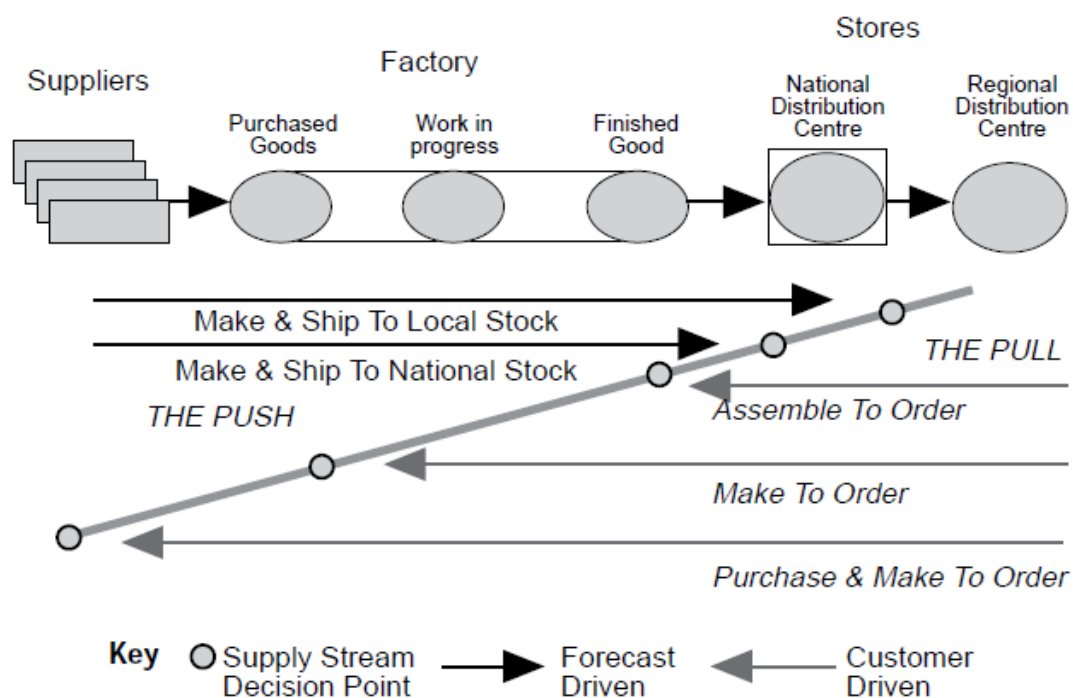 Stores
Suppliers
Factory
Purchased
Goods
Work in
progress
Finished
Good
National
Distribution
Centre
Regional
Distribution
Centre
Make & Ship To Local Stock
Make & Ship To National Stock
THE PULL
THE PUSH
Assemble To Order
Make To Order
Purchase & Make To Order
Key
Supply Stream
Decision Point
Forecast
Driven
Customer
Driven